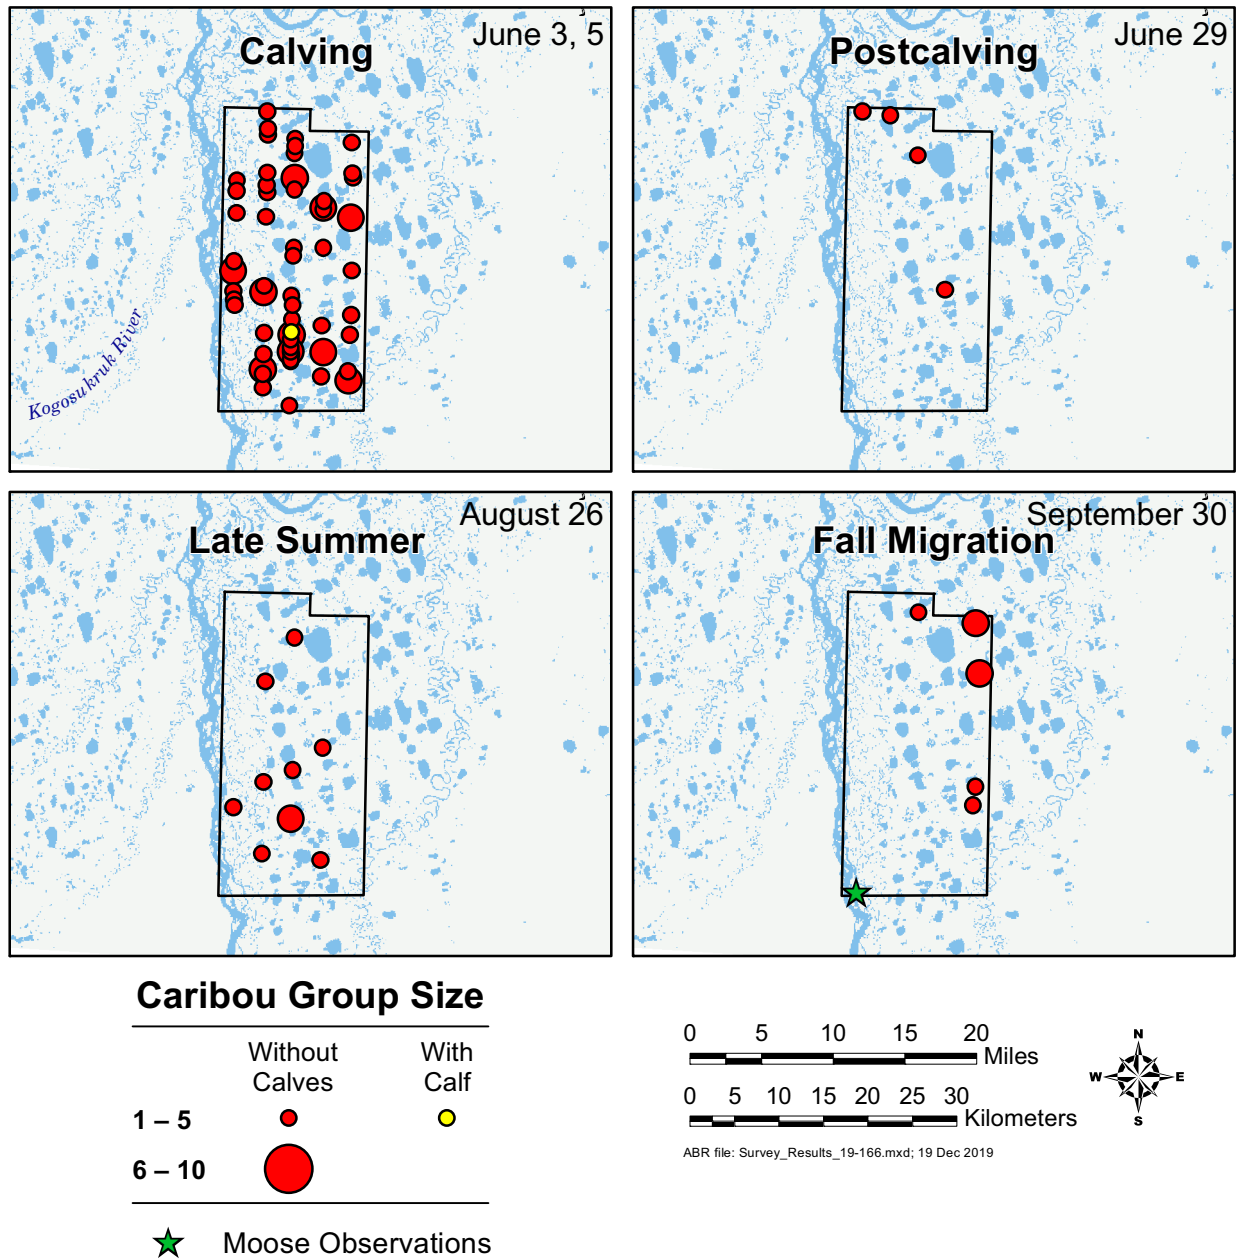 Calving
June 3, 5
Kogosukruk River
Postcalving
June 29
Late Summer
August 26
Fall Migration
September 30
Caribou Group Size
Without Calves
With Calf
1 – 5
6 – 10
Moose Observations
0 5 10 15 20
Miles
0 5 10 15 20 25 30
Kilometers
ABR file: Survey_Results_19-166.mxd; 19 Dec 2019
N
W E
S